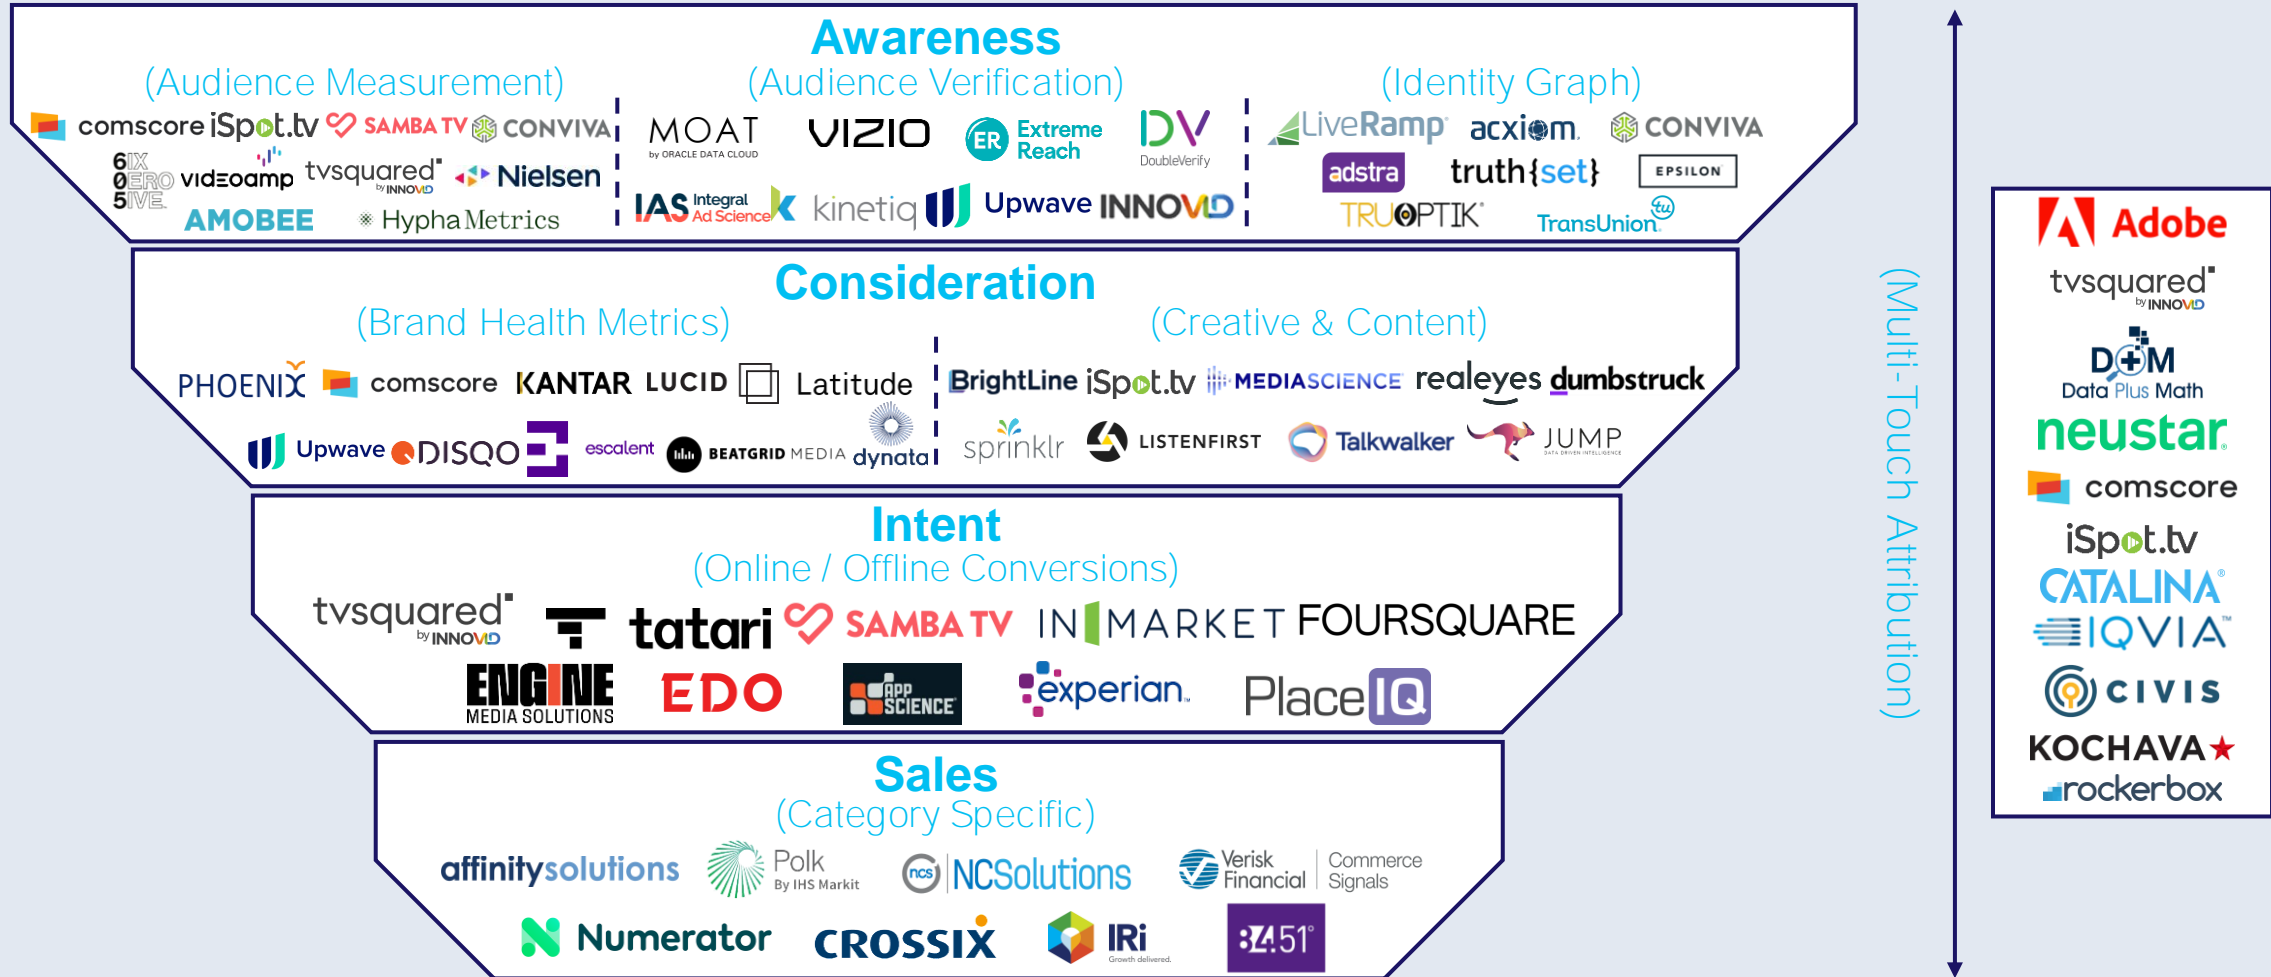 Awareness
(Audience Measurement)
(Audience Verification)
(Identity Graph)
comscore iSpot.tv SAMBA TV CONVIVA
6IX 0ERO 5IVE. videoamp tvsquared by INNOVID Nielsen
AMOBEE HyphaMetrics
MOAT by ORACLE DATA CLOUD VIZIO ER Extreme Reach DV DoubleVerify
IAS Integral Ad Science kinetiq Upwave INNOVID
LiveRamp acxiom. CONVIVA
adstra truth{set} EPSILON
TRUOPTIK TransUnion tu
Consideration
(Brand Health Metrics)
(Creative & Content)
PHOENIX comscore KANTAR LUCID Latitude
Upwave DISQO escalent BEATGRID MEDIA dynata
BrightLine iSpot.tv MEDIASCIENCE realeyes dumbstruck
sprinklr LISTENFIRST Talkwalker JUMP DATA DRIVEN INTELLIGENCE
Intent
(Online / Offline Conversions)
tvsquared by INNOVID tatari SAMBA TV INMARKET FOURSQUARE
ENGINE MEDIA SOLUTIONS EDO APP SCIENCE experian. PlaceIQ
Sales
(Category Specific)
affinitysolutions Polk By IHS Markit ncs NCSolutions Verisk Financial Commerce Signals
Numerator CROSSIX IRi Growth delivered. 84.51°
(Multi-Touch Attribution)
Adobe
tvsquared
by INNOVID
D+M
Data Plus Math
neustar
comscore
iSpot.tv
CATALINA®
IQVIA™
CIVIS
KOCHAVA
rockerbox